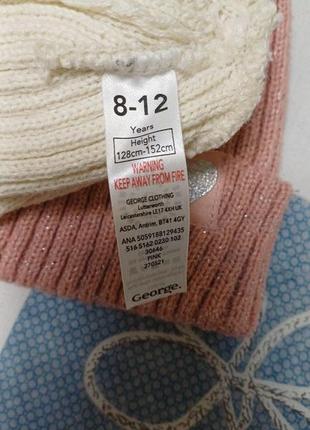 8-12
Years
Height
128cm-152cm
WARNING
KEEP AWAY FROM FIRE
GEORGE CLOTHING
Lutterworth
Leicestershire LE17 4XH UK
ASDA, Antrim, BT41 4GY
ANA 5059188129435
516 5162 0230 102
30646
PINK
270521
George.